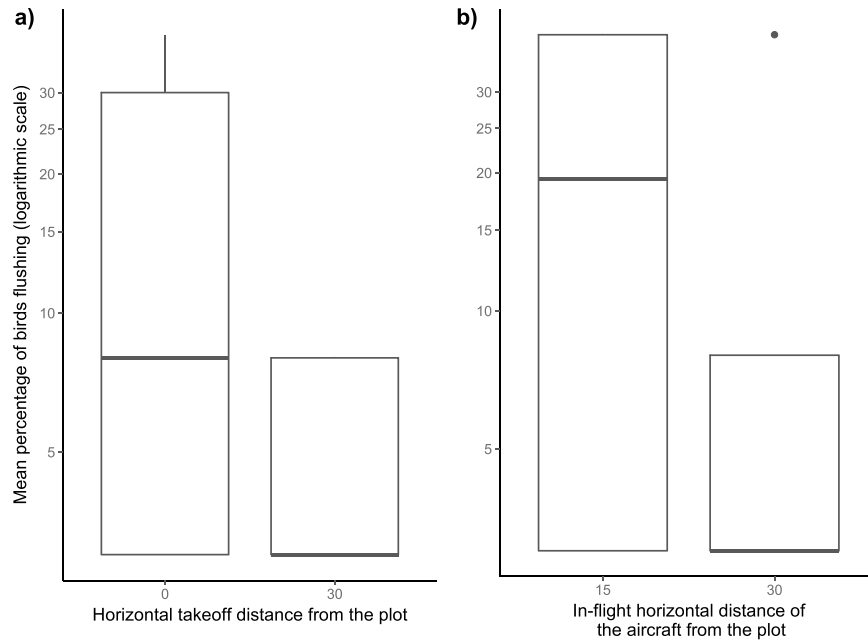 a)
Mean percentage of birds flushing (logarithmic scale)
30
25
20
15
10
5
0
30
Horizontal takeoff distance from the plot
b)
30
25
20
15
10
5
15
30
In-flight horizontal distance of
the aircraft from the plot